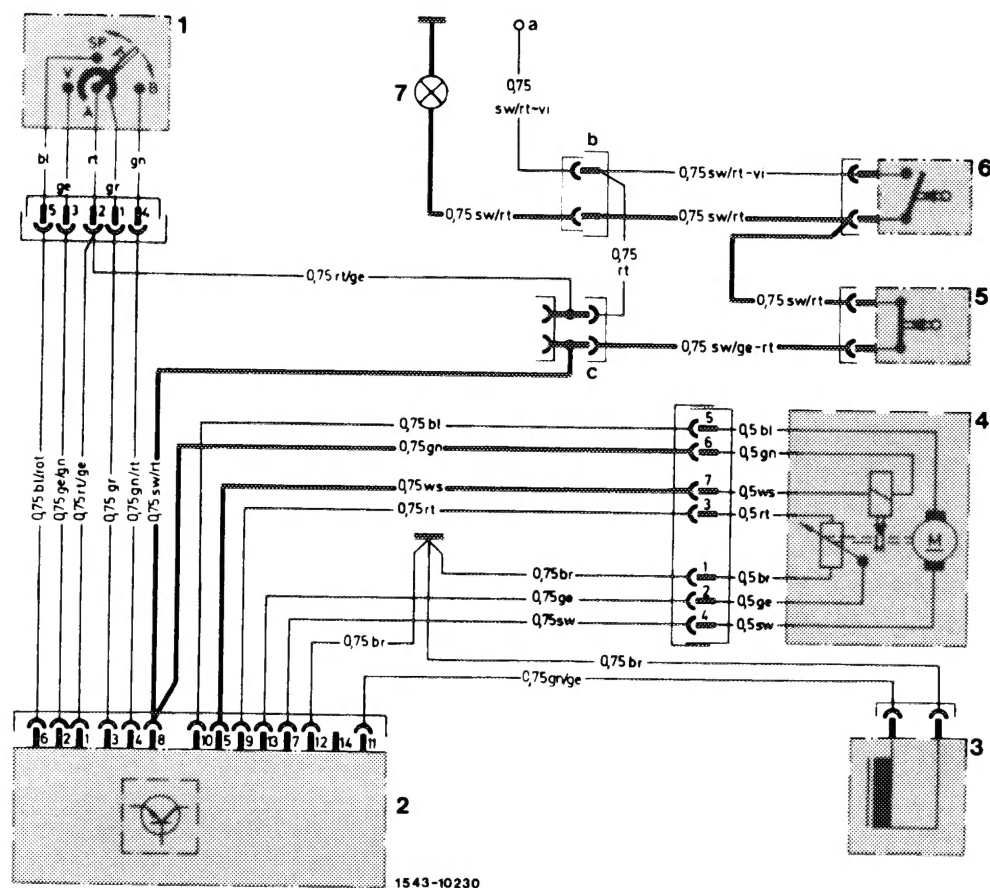 1
SP
V
A
B
bl
ge
rt
gr
gn
5 3 2 1 4
a
0,75
sw/rt-vi
7
b
0,75 sw/rt-vi
6
0,75 sw/rt
0,75 sw/rt
0,75
rt
0,75 rt/ge
0,75 sw/rt
5
0,75 sw/ge-rt
c
4
0,75 bl
5
0,5 bl
0,75 gn
6
0,5 gn
0,75 ws
7
0,5 ws
0,75 rt
3
0,5 rt
M
0,75 br
1
0,5 br
0,75 ge
2
0,5 ge
0,75 sw
4
0,5 sw
0,75 br
0,75 br
0,75 gn/ge
0,75 bl/rot
0,75 ge/gn
0,75 rt/ge
0,75 gr
0,75 gn/rt
0,75 sw/rt
6 2 1 3 4 8 10 5 9 13 7 12 14 11
3
2
1543-10230